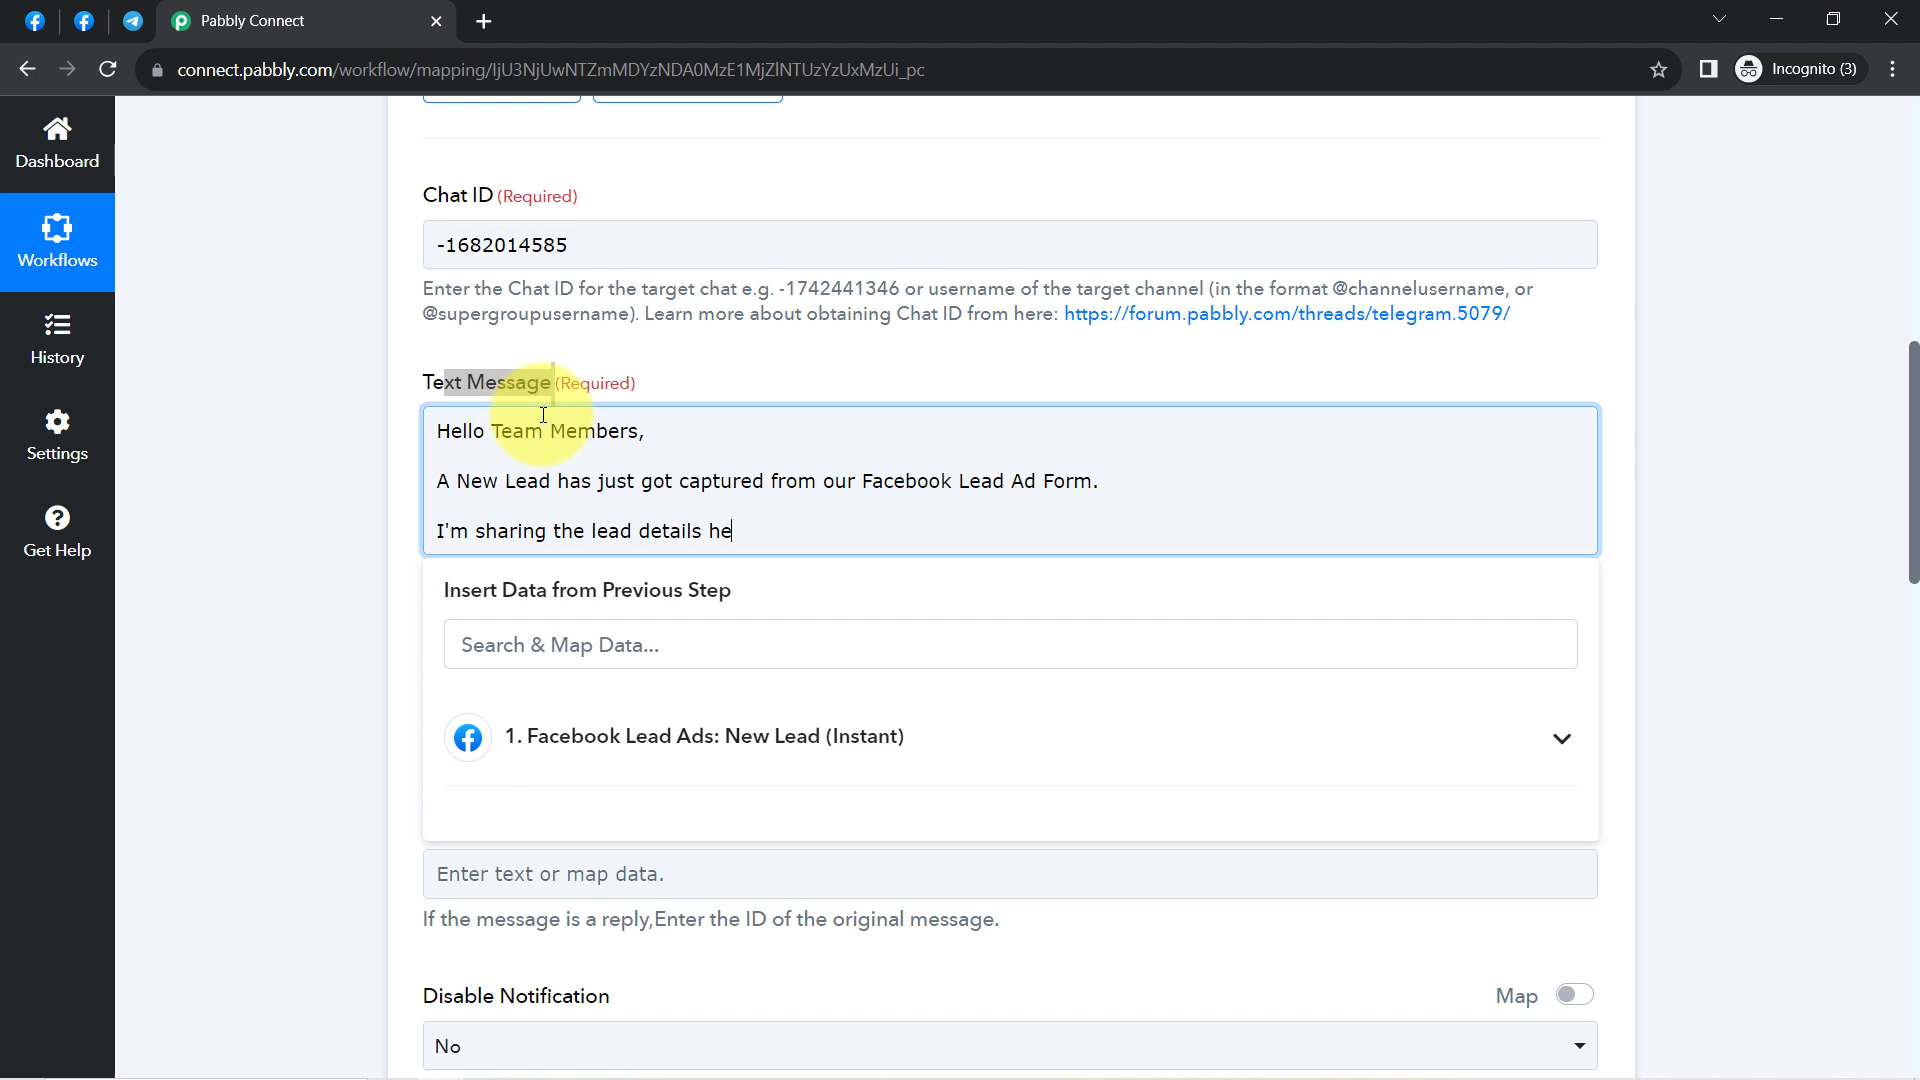 Pabbly Connect
connect.pabbly.com/workflow/mapping/IjU3NjUwNTZmMDYzNDA0MzE1MjZlNTUzYzUxMzUi_pc
Incognito (3)
Dashboard
Workflows
History
Settings
Get Help
Chat ID (Required)
-1682014585
Enter the Chat ID for the target chat e.g. -1742441346 or username of the target channel (in the format @channelusername, or
@supergroupusername). Learn more about obtaining Chat ID from here: https://forum.pabbly.com/threads/telegram.5079/
Text Message (Required)
Hello Team Members,
A New Lead has just got captured from our Facebook Lead Ad Form.
I'm sharing the lead details he
Insert Data from Previous Step
Search & Map Data...
1. Facebook Lead Ads: New Lead (Instant)
Enter text or map data.
If the message is a reply,Enter the ID of the original message.
Disable Notification
Map
No